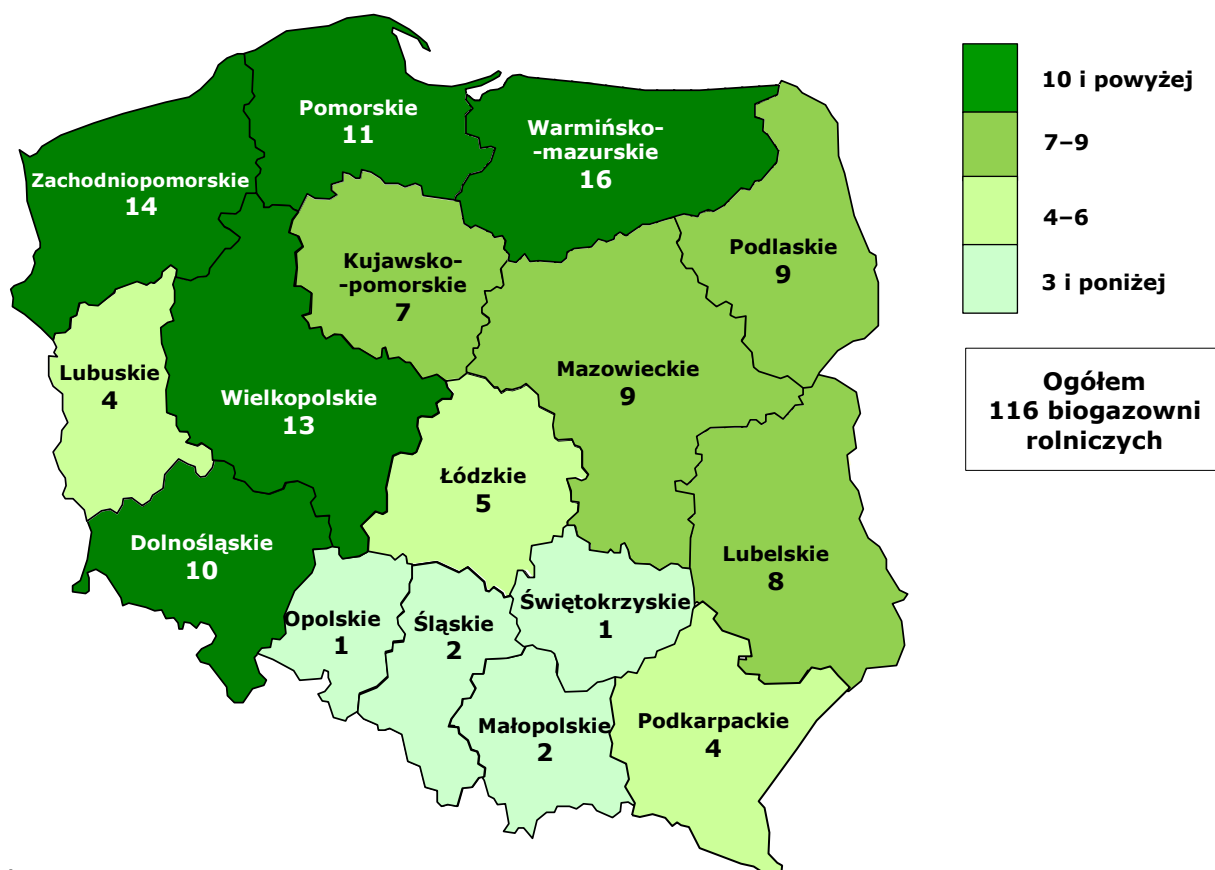 Pomorskie
11
Warmińsko-
-mazurskie
16
Zachodniopomorskie
14
Podlaskie
9
Kujawsko-
-pomorskie
7
Lubuskie
4
Wielkopolskie
13
Mazowieckie
9
Łódzkie
5
Dolnośląskie
10
Lubelskie
8
Opolskie
1
Śląskie
2
Świętokrzyskie
1
Małopolskie
2
Podkarpackie
4
10 i powyżej
7–9
4–6
3 i poniżej
Ogółem
116 biogazowni
rolniczych